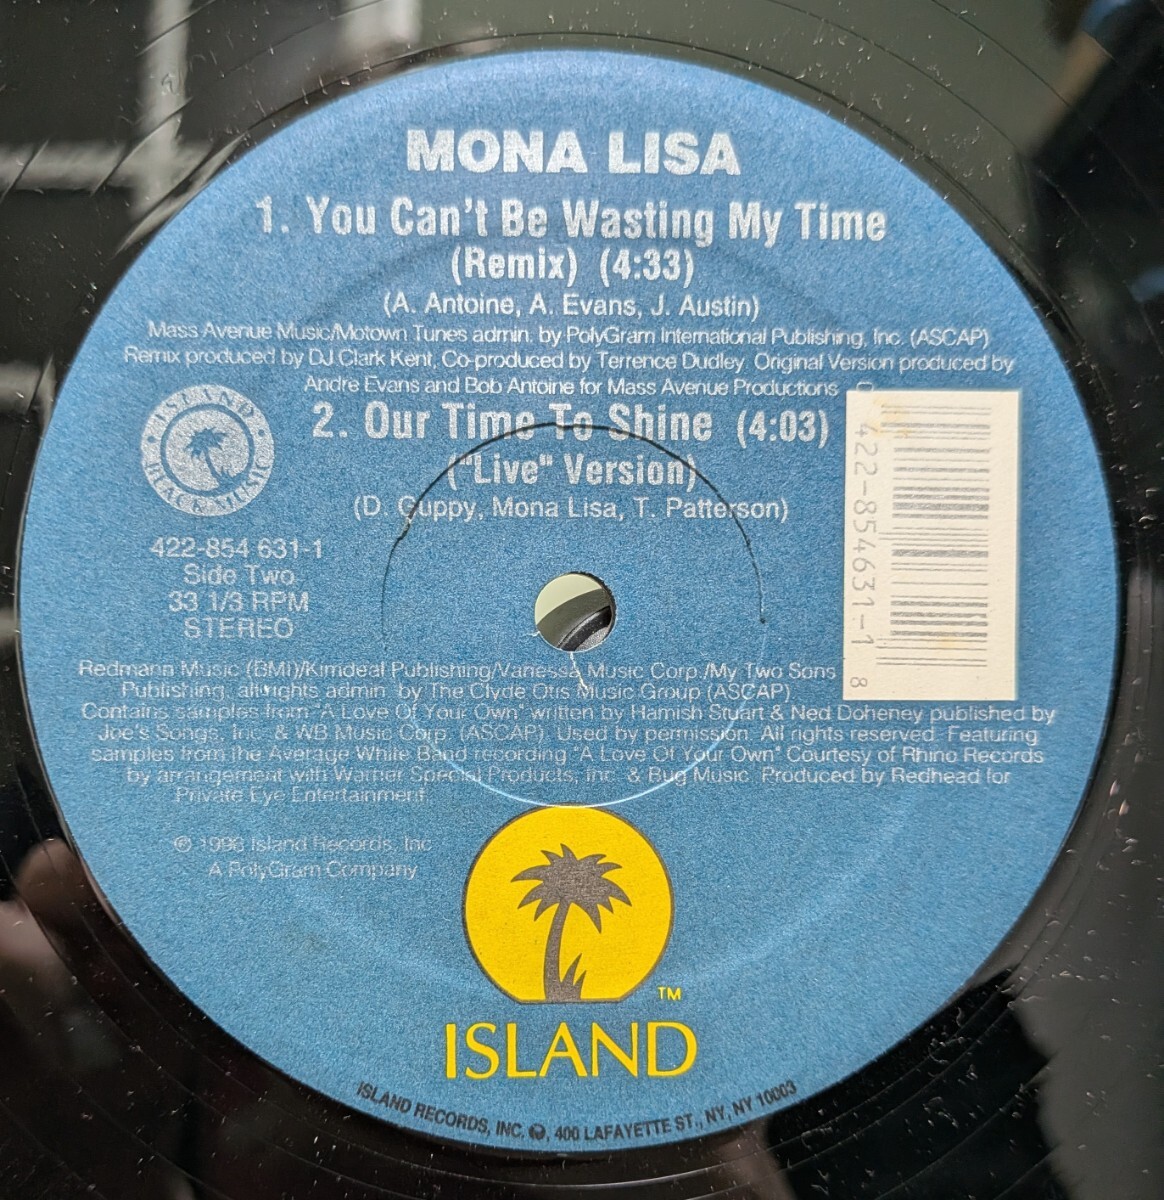 MONA LISA
1. You Can't Be Wasting My Time
(Remix) (4:33)
(A. Antoine, A. Evans, J. Austin)
Mass Avenue Music/Motown Tunes admin. by PolyGram International Publishing, Inc. (ASCAP)
Remix produced by DJ Clark Kent, Co-produced by Terrence Dudley. Original Version produced by
Andre Evans and Bob Antoine for Mass Avenue Productions
2. Our Time To Shine (4:03)
("Live" Version)
(D. Guppy, Mona Lisa, T. Patterson)
ISLAND
BLACK MUSIC
422-854 631-1
Side Two
33 1/3 RPM
STEREO
0 422-854631-1 8
Redmann Music (BMI)/Kimdeal Publishing/Vanessa Music Corp./My Two Sons
Publishing, all rights admin. by The Clyde Otis Music Group (ASCAP)
Contains samples from "A Love Of Your Own" written by Hamish Stuart & Ned Doheney published by
Joe's Songs, Inc. & WB Music Corp. (ASCAP). Used by permission. All rights reserved. Featuring
samples from the Average White Band recording "A Love Of Your Own" Courtesy of Rhino Records
by arrangement with Warner Special Products, Inc. & Bug Music. Produced by Redhead for
Private Eye Entertainment
℗ 1996 Island Records, Inc
A PolyGram Company
TM
ISLAND
ISLAND RECORDS, INC. 400 LAFAYETTE ST., NY, NY 10003